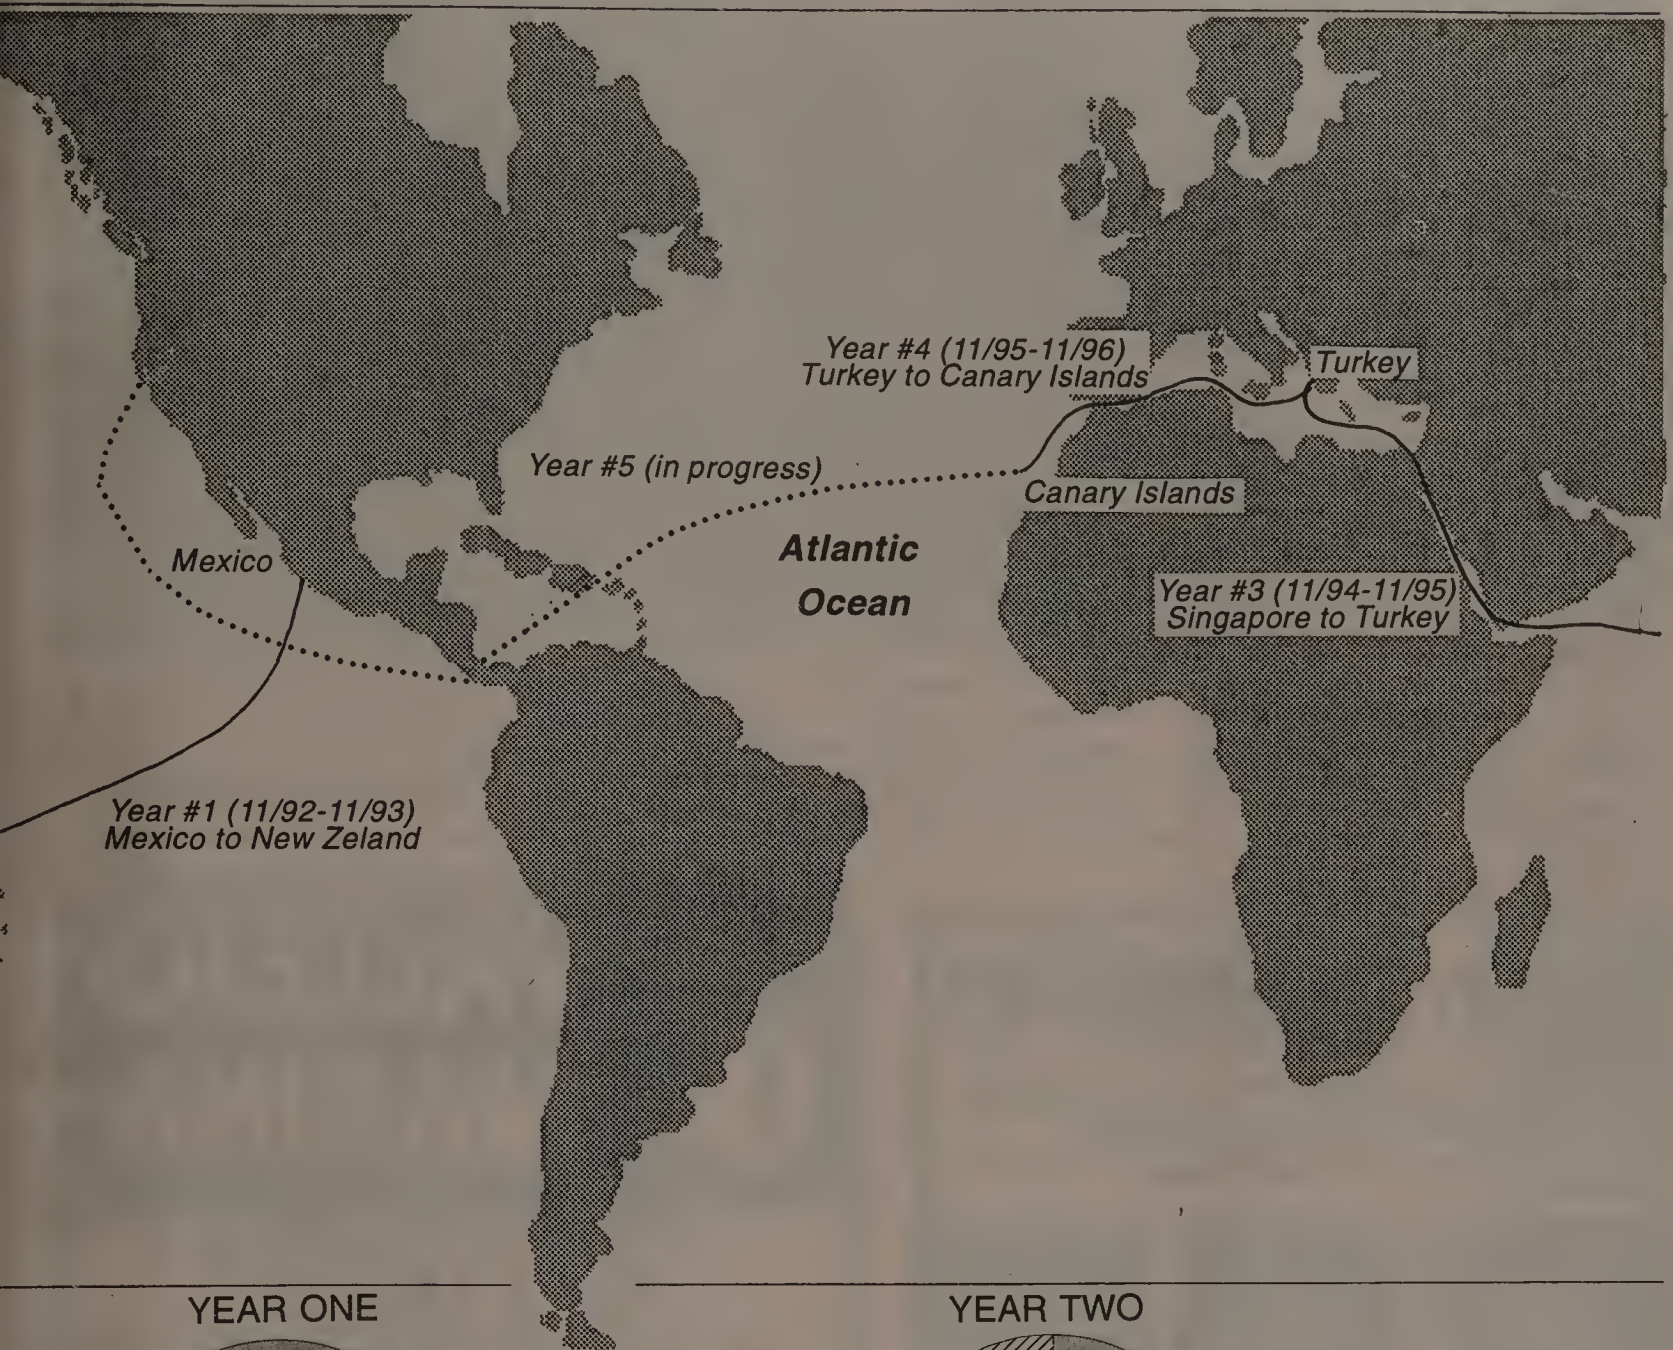 Year #4 (11/95-11/96)
Turkey to Canary Islands
Turkey
Year #5 (in progress)
Canary Islands
Atlantic
Ocean
Mexico
Year #3 (11/94-11/95)
Singapore to Turkey
Year #1 (11/92-11/93)
Mexico to New Zeland
YEAR ONE
YEAR TWO